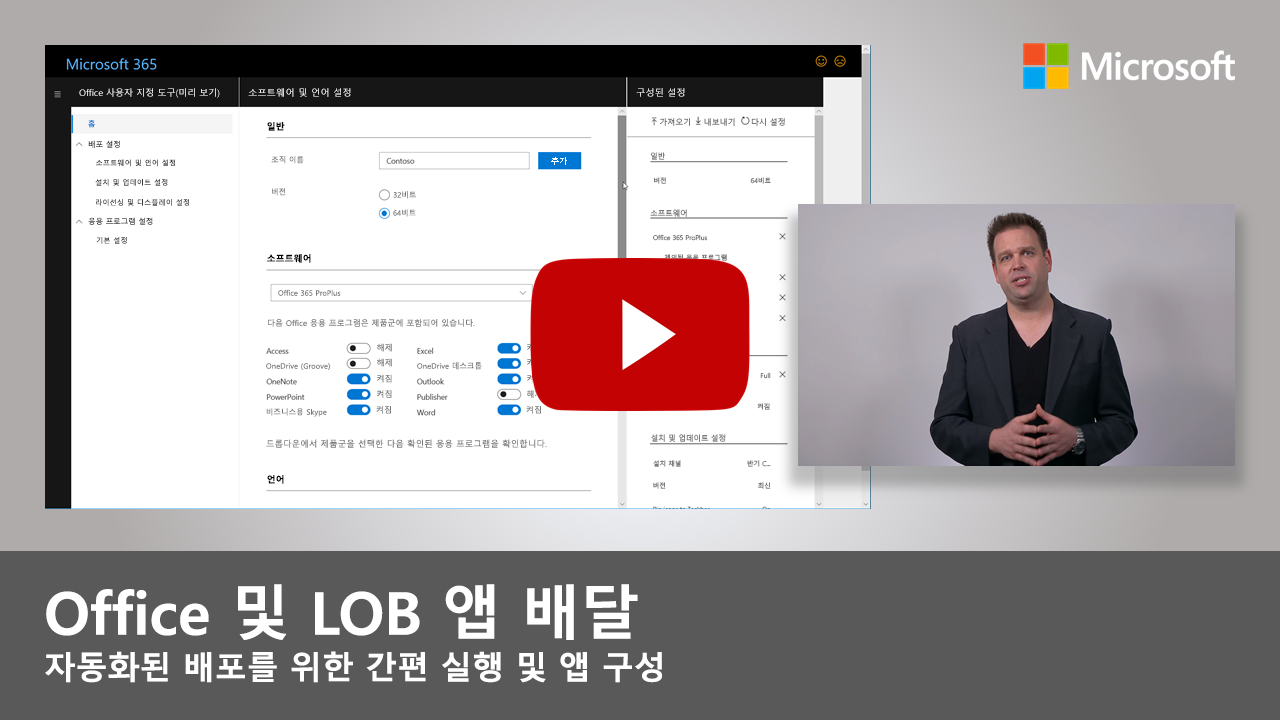 Microsoft 365
Microsoft
Office 사용자 지정 도구(미리 보기)
소프트웨어 및 언어 설정
구성된 설정
홈
배포 설정
소프트웨어 및 언어 설정
설치 및 업데이트 설정
라이선싱 및 디스플레이 설정
응용 프로그램 설정
기본 설정
일반
조직 이름
Contoso
추가
버전
32비트
64비트
소프트웨어
Office 365 ProPlus
다음 Office 응용 프로그램은 제품군에 포함되어 있습니다.
Access 해제 Excel 켜
OneDrive (Groove) 해제 OneDrive 데스크톱 켜
OneNote 켜짐 Outlook 켜
PowerPoint 켜짐 Publisher 해
비즈니스용 Skype 켜짐 Word 켜짐
드롭다운에서 제품군을 선택한 다음 확인된 응용 프로그램을 확인합니다.
언어
가져오기 내보내기 다시 설정
일반
버전 64비트
소프트웨어
Office 365 ProPlus
제외된 응용 프로그램
Full
켜짐
설치 및 업데이트 설정
설치 채널 반기 C...
버전 최신
Office 및 LOB 앱 배달
자동화된 배포를 위한 간편 실행 및 앱 구성